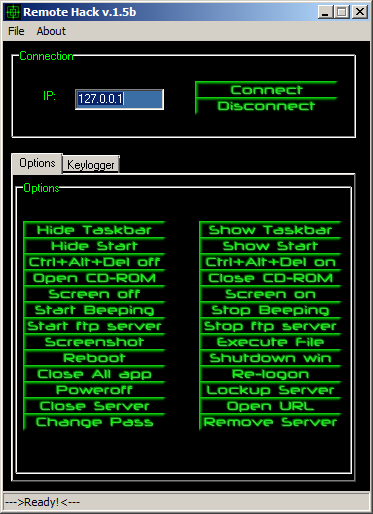 Remote Hack v.1.5b
File About
Connection
IP: 127.0.0.1 Connect
Disconnect
Options Keylogger
Options
Hide Taskbar Show Taskbar
Hide Start Show Start
Ctrl+Alt+Del off Ctrl+Alt+Del on
Open CD-ROM Close CD-ROM
Screen off Screen on
Start Beeping Stop Beeping
Start ftp server Stop ftp server
Screenshot Execute File
Reboot Shutdown win
Close All app Re-logon
Poweroff Lockup Server
Close Server Open URL
Change Pass Remove Server
--->Ready!<---